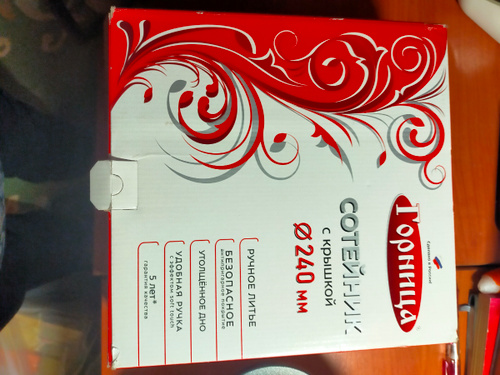 Сделано в России
Горница
СОТЕЙНИК
с крышкой
Ø 240 мм
РУЧНОЕ ЛИТЬЕ
БЕЗОПАСНОЕ
антипригарное покрытие
УТОЛЩЁННОЕ ДНО
УДОБНАЯ РУЧКА
с эффектом soft touch
5 лет*
гарантия качества